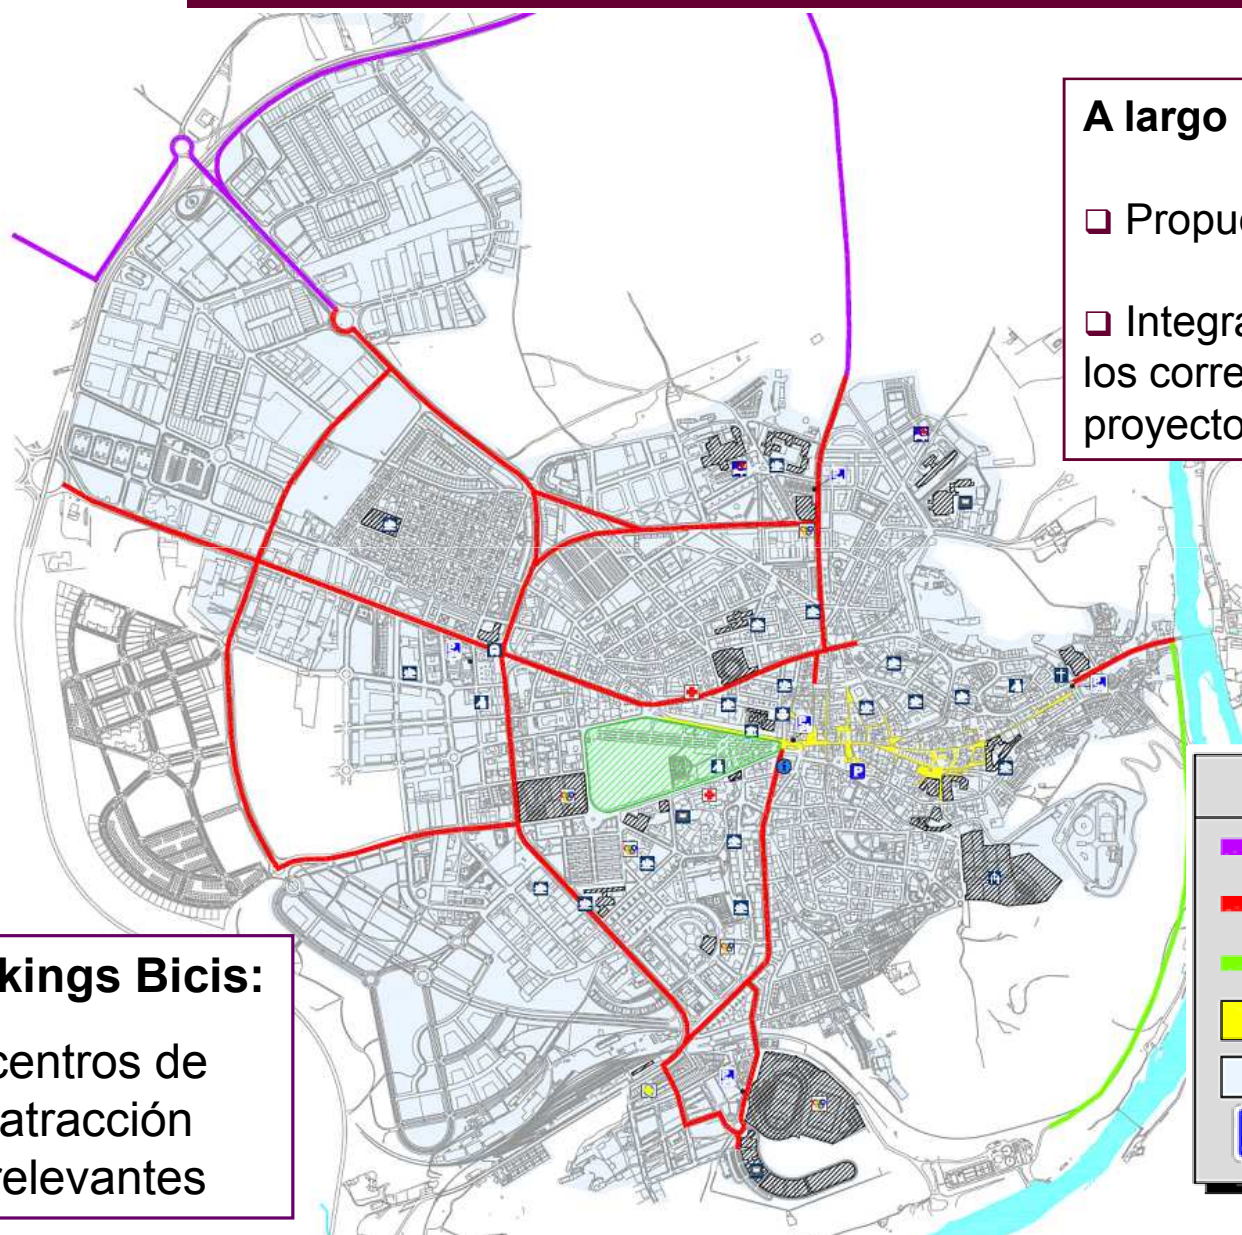 A largo
❑ Propue
❑ Integra
los corre
proyecto
kings Bicis:
centros de
atracción
relevantes
P